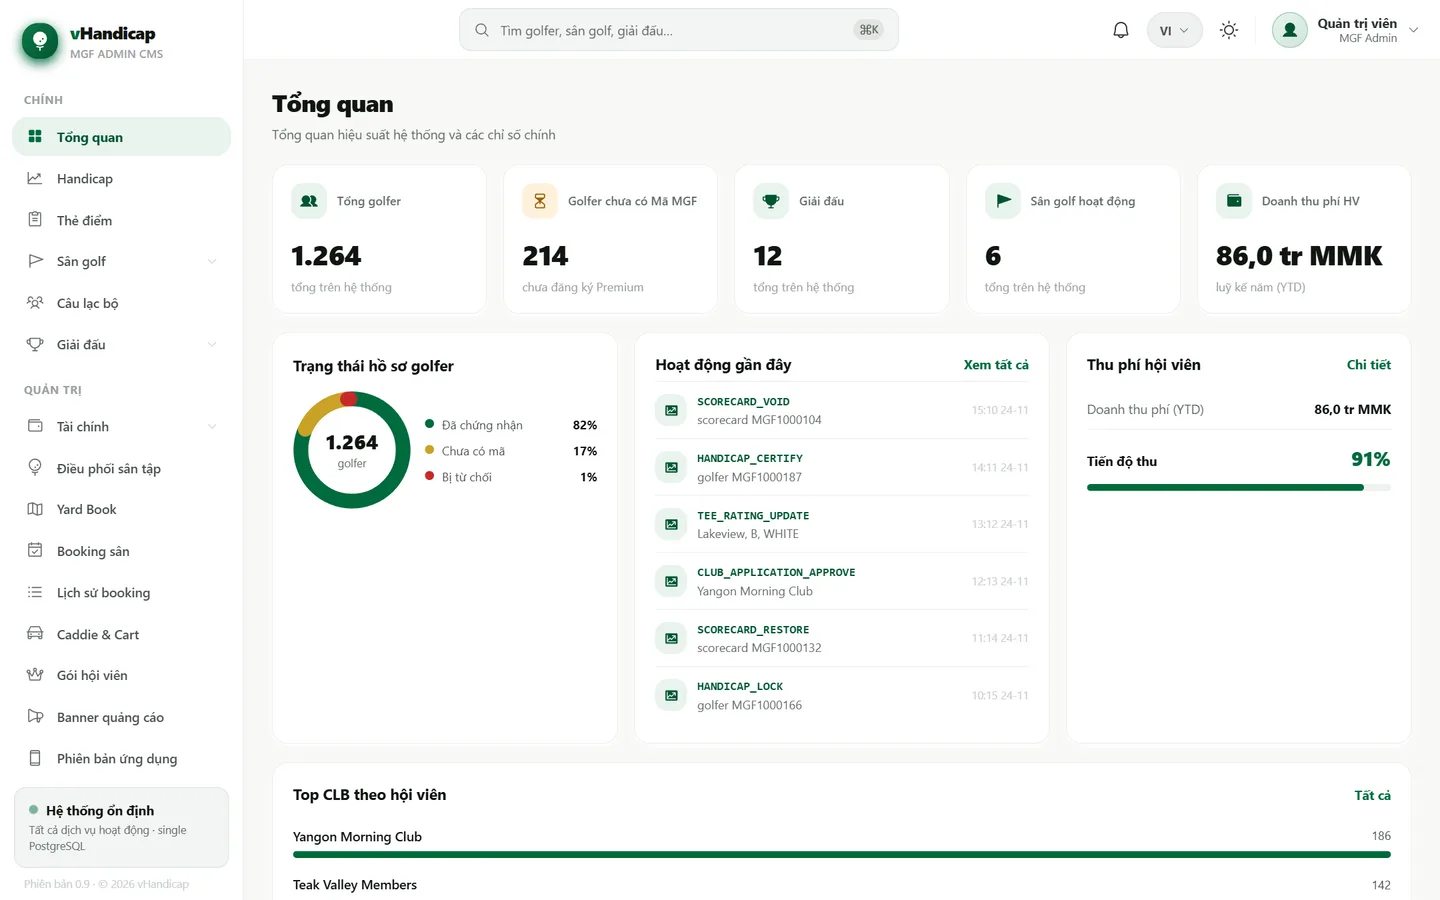 vHandicap
MGF ADMIN CMS
CHÍNH
Tổng quan
Handicap
Thẻ điểm
Sân golf
Câu lạc bộ
Giải đấu
QUẢN TRỊ
Tài chính
Điều phối sân tập
Yard Book
Booking sân
Lịch sử booking
Caddie & Cart
Gói hội viên
Banner quảng cáo
Phiên bản ứng dụng
Hệ thống ổn định
Tất cả dịch vụ hoạt động · single
PostgreSQL
Phiên bản 0.9 · © 2026 vHandicap
Tìm golfer, sân golf, giải đấu...
⌘K
VI
Quản trị viên
MGF Admin
Tổng quan
Tổng quan hiệu suất hệ thống và các chỉ số chính
Tổng golfer
1.264
tổng trên hệ thống
Golfer chưa có Mã MGF
214
chưa đăng ký Premium
Giải đấu
12
tổng trên hệ thống
Sân golf hoạt động
6
tổng trên hệ thống
Doanh thu phí HV
86,0 tr MMK
luỹ kế năm (YTD)
Trạng thái hồ sơ golfer
1.264
golfer
Đã chứng nhận 82%
Chưa có mã 17%
Bị từ chối 1%
Hoạt động gần đây Xem tất cả
SCORECARD_VOID
scorecard MGF1000104
15:10 24-11
HANDICAP_CERTIFY
golfer MGF1000187
14:11 24-11
TEE_RATING_UPDATE
Lakeview, B, WHITE
13:12 24-11
CLUB_APPLICATION_APPROVE
Yangon Morning Club
12:13 24-11
SCORECARD_RESTORE
scorecard MGF1000132
11:14 24-11
HANDICAP_LOCK
golfer MGF1000166
10:15 24-11
Thu phí hội viên Chi tiết
Doanh thu phí (YTD) 86,0 tr MMK
Tiến độ thu 91%
Top CLB theo hội viên Tất cả
Yangon Morning Club 186
Teak Valley Members 142